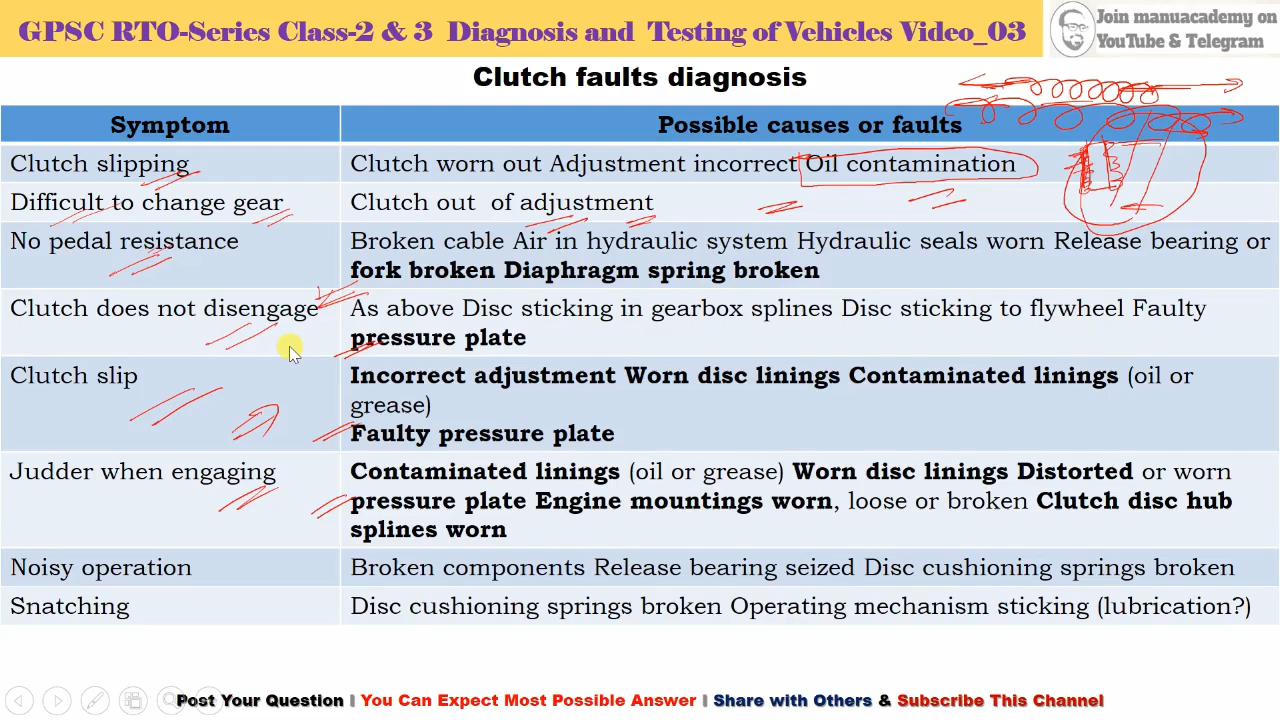 GPSC RTO-Series Class-2 & 3 Diagnosis and Testing of Vehicles Video_03
Join manuacademy on
YouTube & Telegram
Clutch faults diagnosis
Symptom
Possible causes or faults
Clutch slipping
Clutch worn out Adjustment incorrect Oil contamination
Difficult to change gear
Clutch out of adjustment
No pedal resistance
Broken cable Air in hydraulic system Hydraulic seals worn Release bearing or
fork broken Diaphragm spring broken
Clutch does not disengage
As above Disc sticking in gearbox splines Disc sticking to flywheel Faulty
pressure plate
Clutch slip
Incorrect adjustment Worn disc linings Contaminated linings (oil or
grease)
Faulty pressure plate
Judder when engaging
Contaminated linings (oil or grease) Worn disc linings Distorted or worn
pressure plate Engine mountings worn, loose or broken Clutch disc hub
splines worn
Noisy operation
Broken components Release bearing seized Disc cushioning springs broken
Snatching
Disc cushioning springs broken Operating mechanism sticking (lubrication?)
Post Your Question | You Can Expect Most Possible Answer | Share with Others & Subscribe This Channel